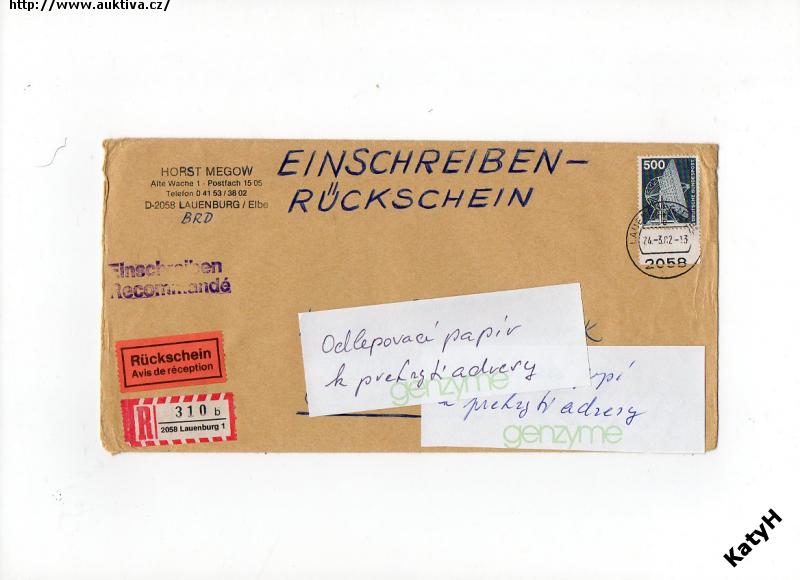 http://www.auktiva.cz/
HORST MEGOW
Alte Wache 1 · Postfach 15 05
Telefon 0 41 53 / 38 02
D-2058 LAUENBURG / Elbe
BRD
EINSCHREIBEN-
RÜCKSCHEIN
500
DEUTSCHE BUNDESPOST
24.-3.82-13
2058
Einschreiben
Recommandé
Rückschein
Avis de réception
R
310 b
2058 Lauenburg 1
Odlepovací papír
k prekrytí adresy
genzyme
prekrytí adresy
genzyme
KatyH